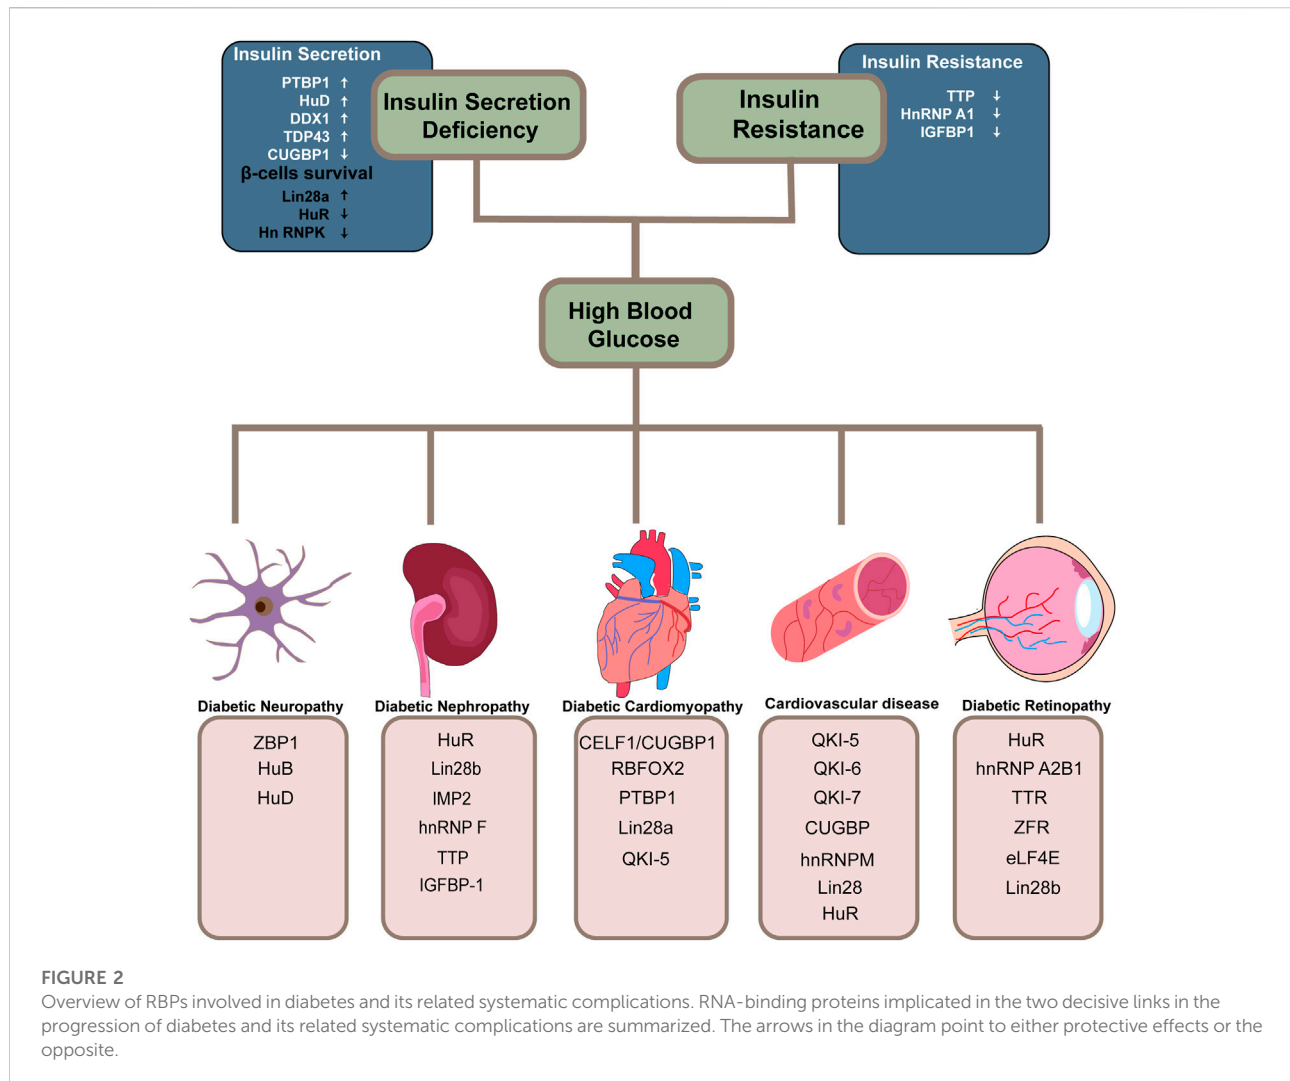 Insulin Secretion
PTBP1 ↑
HuD ↑
DDX1 ↑
TDP43 ↑
CUGBP1 ↓
β-cells survival
Lin28a ↑
HuR ↓
Hn RNPK ↓
Insulin Secretion
Deficiency
Insulin
Resistance
Insulin Resistance
TTP ↓
HnRNP A1 ↓
IGFBP1 ↓
High Blood
Glucose
Diabetic Neuropathy
ZBP1
HuB
HuD
Diabetic Nephropathy
HuR
Lin28b
IMP2
hnRNP F
TTP
IGFBP-1
Diabetic Cardiomyopathy
CELF1/CUGBP1
RBFOX2
PTBP1
Lin28a
QKI-5
Cardiovascular disease
QKI-5
QKI-6
QKI-7
CUGBP
hnRNPM
Lin28
HuR
Diabetic Retinopathy
HuR
hnRNP A2B1
TTR
ZFR
eLF4E
Lin28b
FIGURE 2
Overview of RBPs involved in diabetes and its related systematic complications. RNA-binding proteins implicated in the two decisive links in the
progression of diabetes and its related systematic complications are summarized. The arrows in the diagram point to either protective effects or the
opposite.